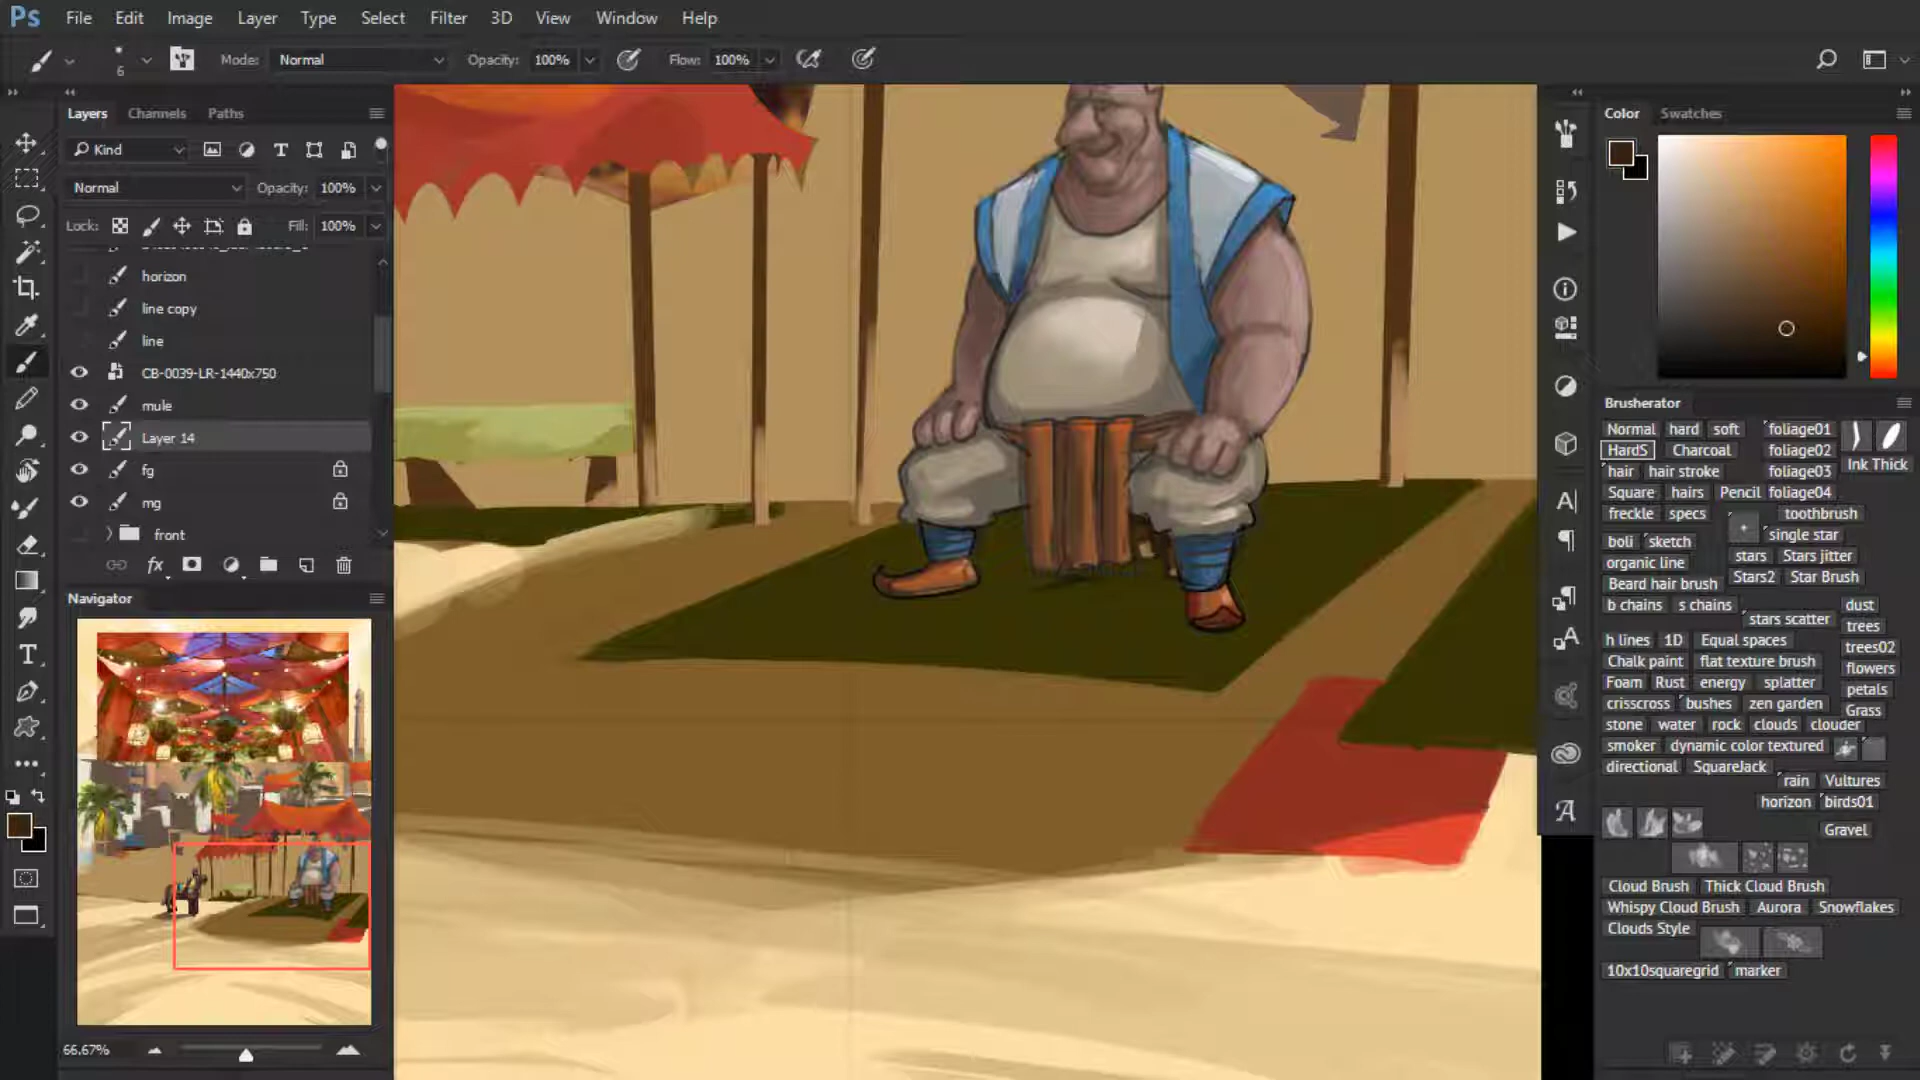 Ps File Edit Image Layer Type Select Filter 3D View Window Help
6 Mode: Normal Opacity: 100% Flow: 100%
Layers Channels Paths
Kind
Normal Opacity: 100%
Lock: Fill: 100%
horizon
line copy
line
CB-0039-LR-1440x750
mule
Layer 14
fg
mg
front
fx
Navigator
66.67%
Color Swatches
Brusherator
Normal hard soft foliage01
HardS Charcoal foliage02
Ink Thick
hair hair stroke foliage03
Square hairs Pencil foliage04
freckle specs toothbrush
boli sketch single star
organic line stars Stars jitter
Beard hair brush Stars2 Star Brush
b chains s chains stars scatter dust
trees
h lines 1D Equal spaces trees02
Chalk paint flat texture brush flowers
Foam Rust energy splatter petals
crisscross bushes zen garden Grass
stone water rock clouds clouder
smoker dynamic color textured
directional SquareJack rain Vultures
horizon birds01
Gravel
Cloud Brush Thick Cloud Brush
Whispy Cloud Brush Aurora Snowflakes
Clouds Style
10x10squaregrid marker